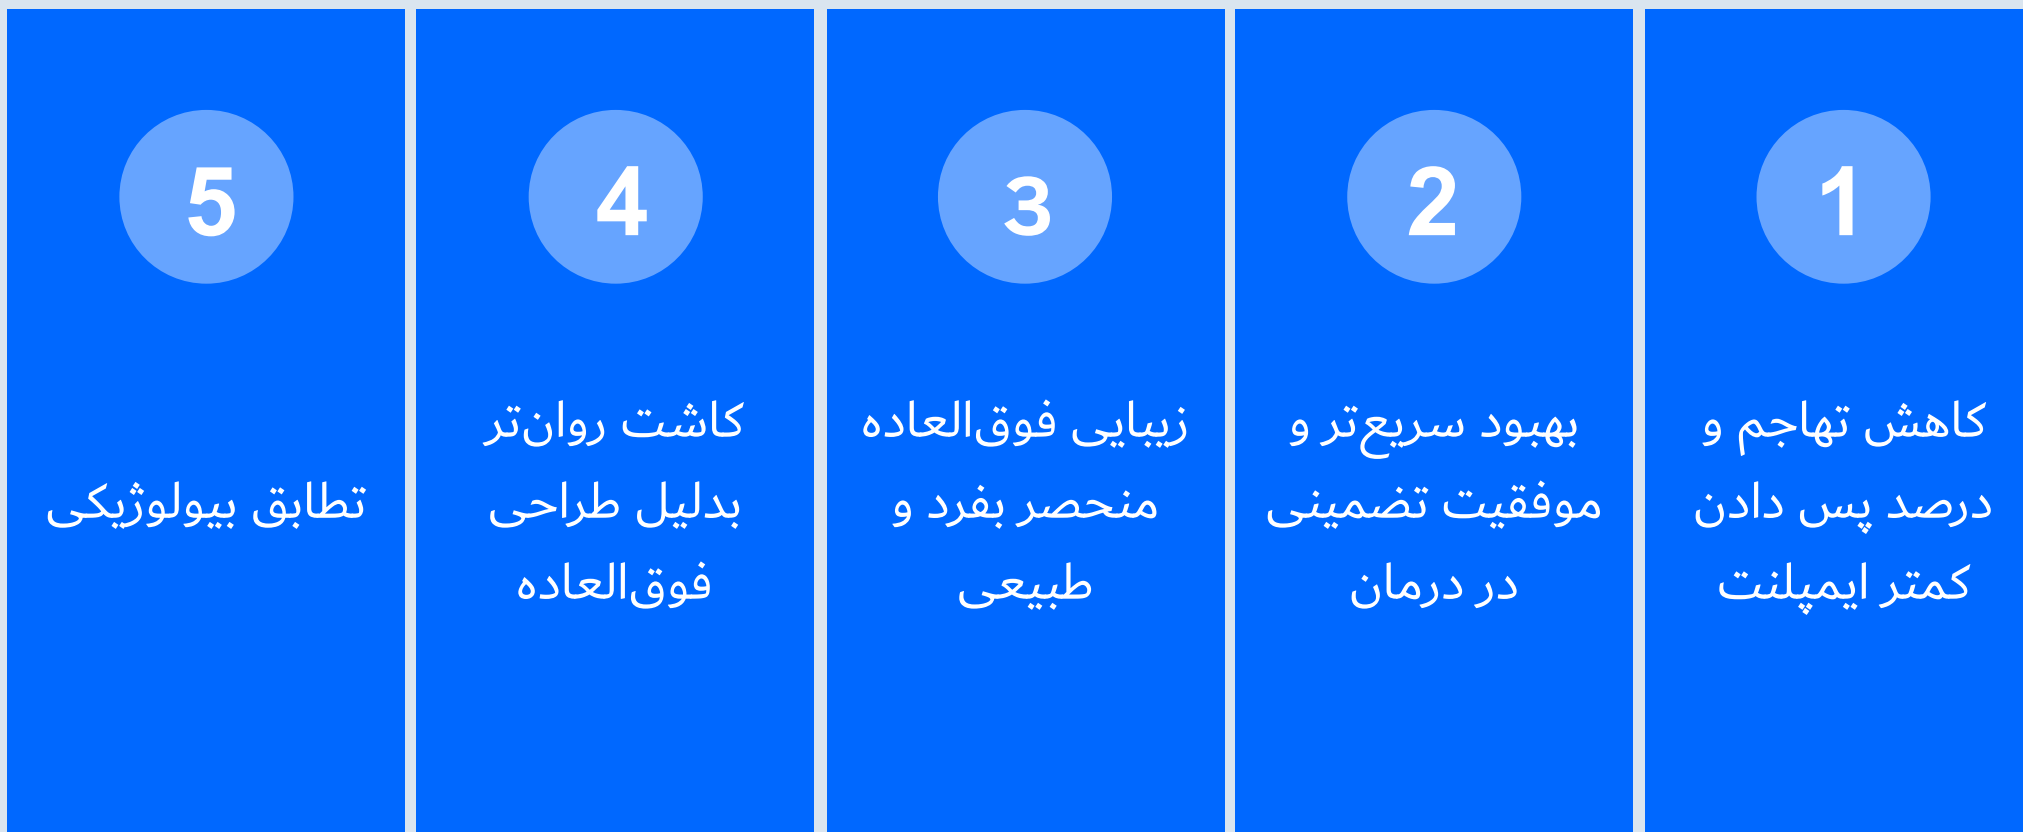 1
کاهش تهاجم و
درصد پس دادن
کمتر ایمپلنت
2
بهبود سریع‌تر و
موفقیت تضمینی
در درمان
3
زیبایی فوق‌العاده
منحصر بفرد و
طبیعی
4
کاشت روان‌تر
بدلیل طراحی
فوق‌العاده
5
تطابق بیولوژیکی